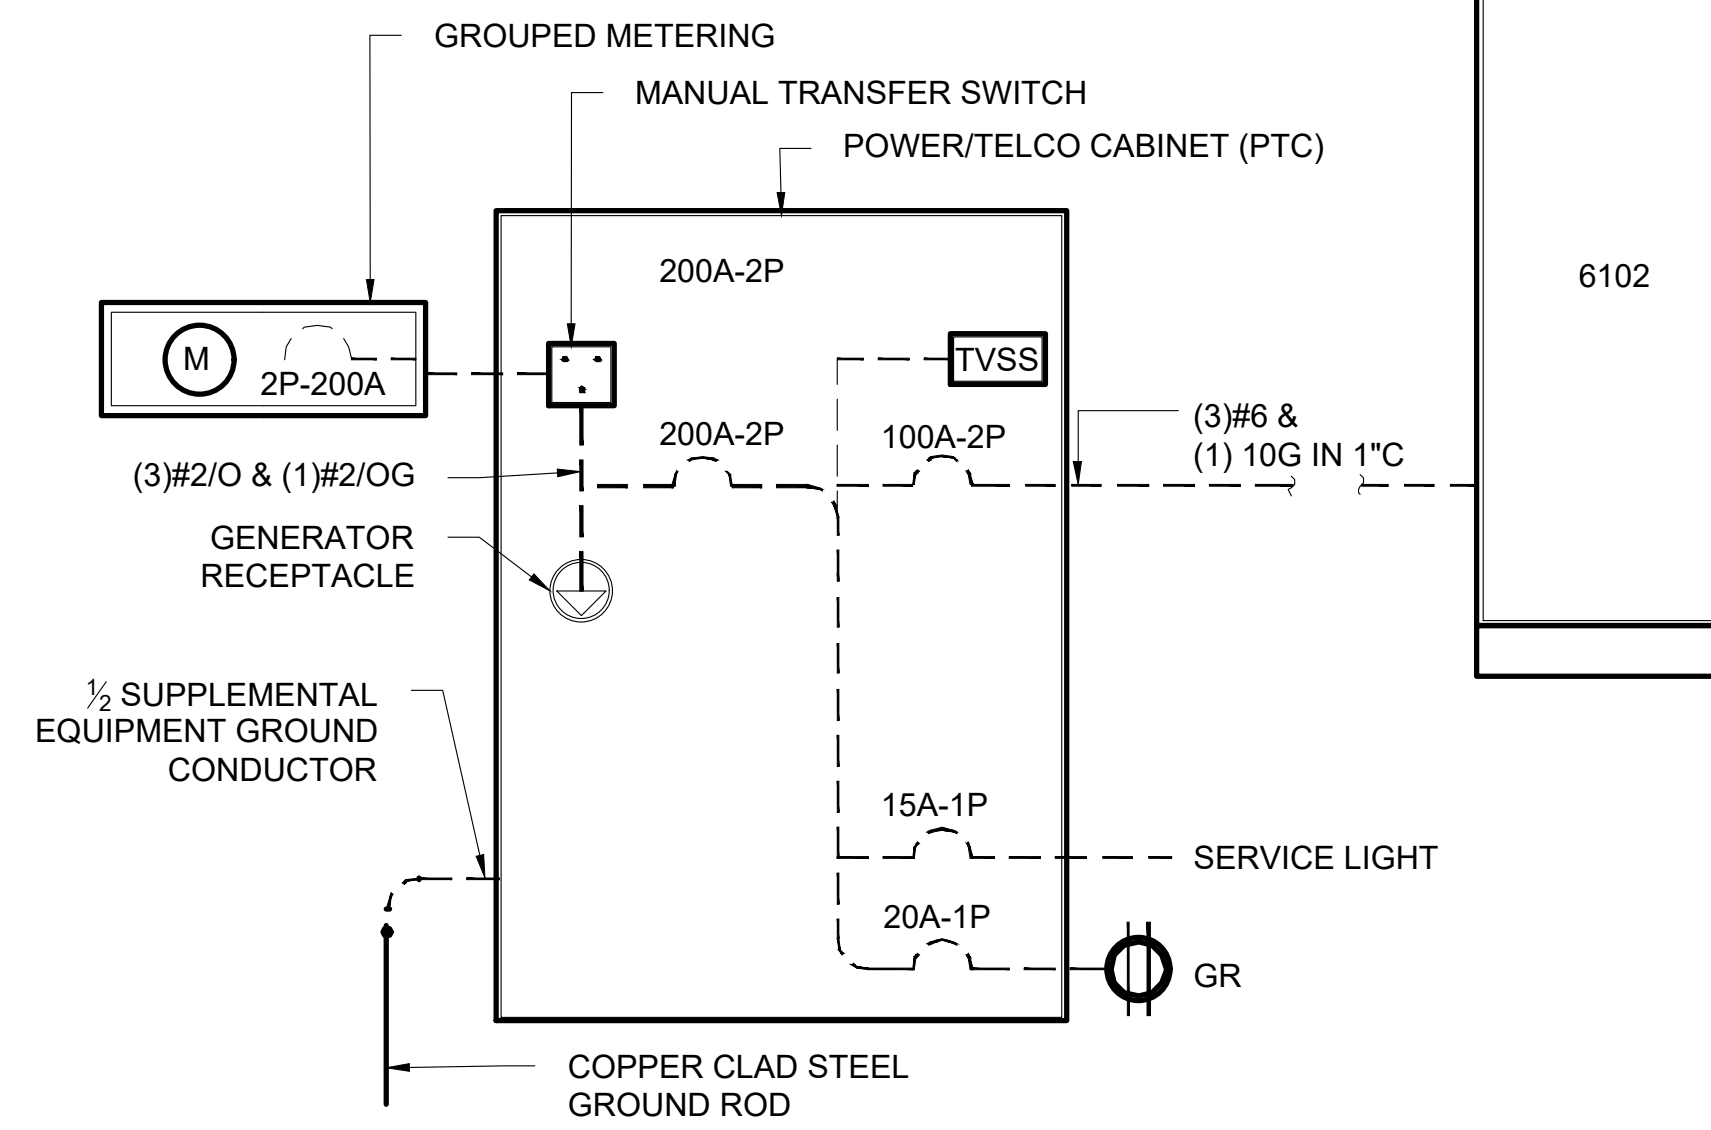 GROUPED METERING
MANUAL TRANSFER SWITCH
POWER/TELCO CABINET (PTC)
200A-2P
6102
M
2P-200A
TVSS
200A-2P
100A-2P
(3)#6 &
(1) 10G IN 1"C
(3)#2/O & (1)#2/OG
GENERATOR
RECEPTACLE
½ SUPPLEMENTAL
EQUIPMENT GROUND
CONDUCTOR
15A-1P
SERVICE LIGHT
20A-1P
GR
COPPER CLAD STEEL
GROUND ROD